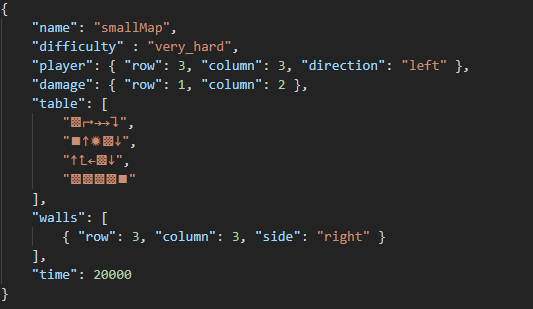 {
"name": "smallMap",
"difficulty" : "very_hard",
"player": { "row": 3, "column": 3, "direction": "left" },
"damage": { "row": 1, "column": 2 },
"table": [
"▩↱→→↴",
"■↑✹▩↓",
"↑↳←▩↓",
"▩▩▩▩■"
],
"walls": [
{ "row": 3, "column": 3, "side": "right" }
],
"time": 20000
}